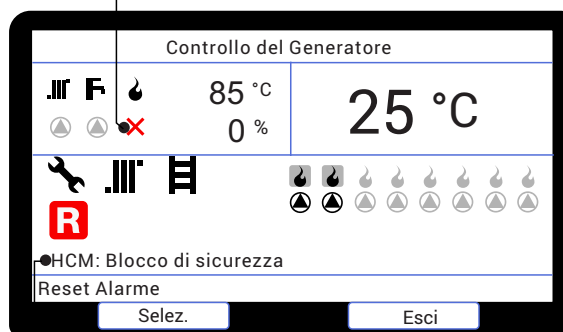 Controllo del Generatore
85 °C
0 %
25 °C
R
HCM: Blocco di sicurezza
Reset Alarme
Selez.
Esci